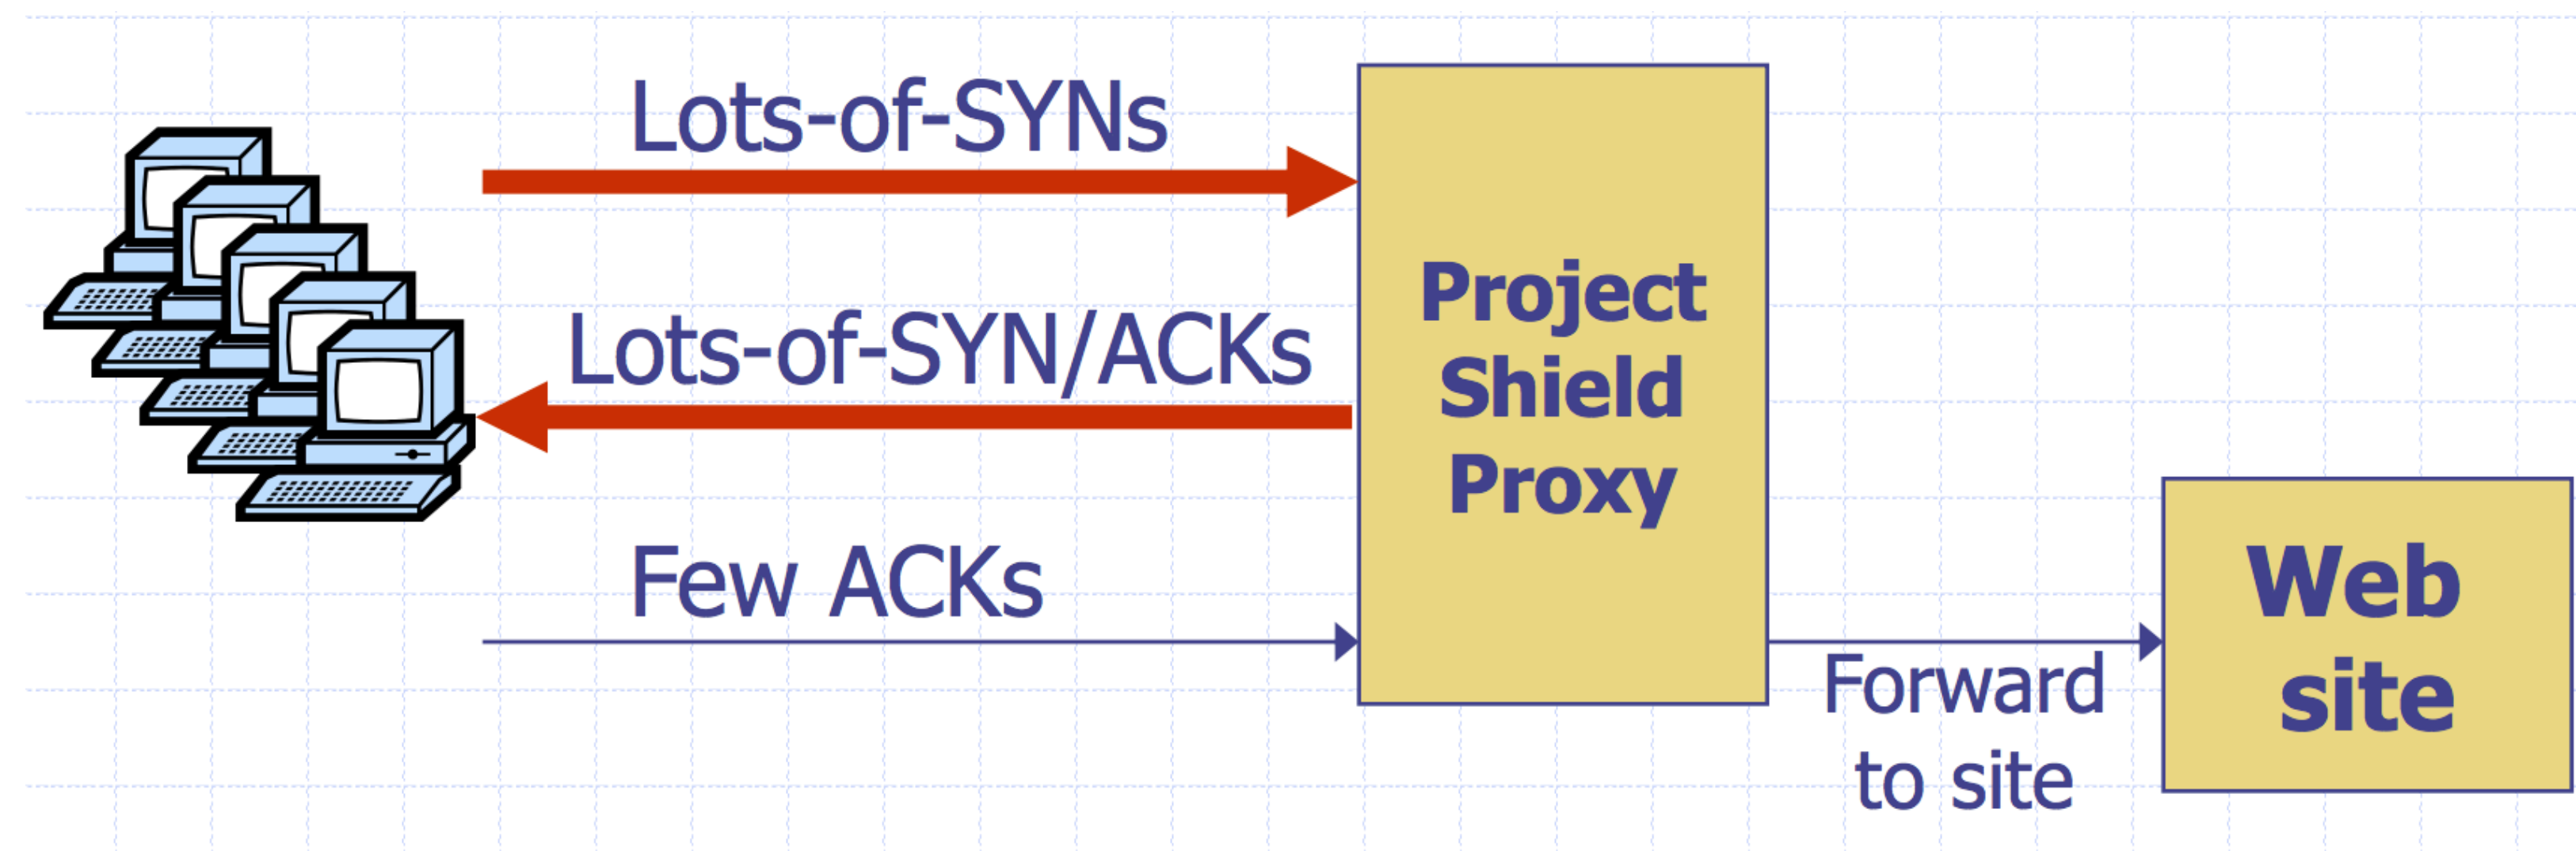 Lots-of-SYNs
Lots-of-SYN/ACKs
Few ACKs
Project
Shield
Proxy
Forward
to site
Web
site